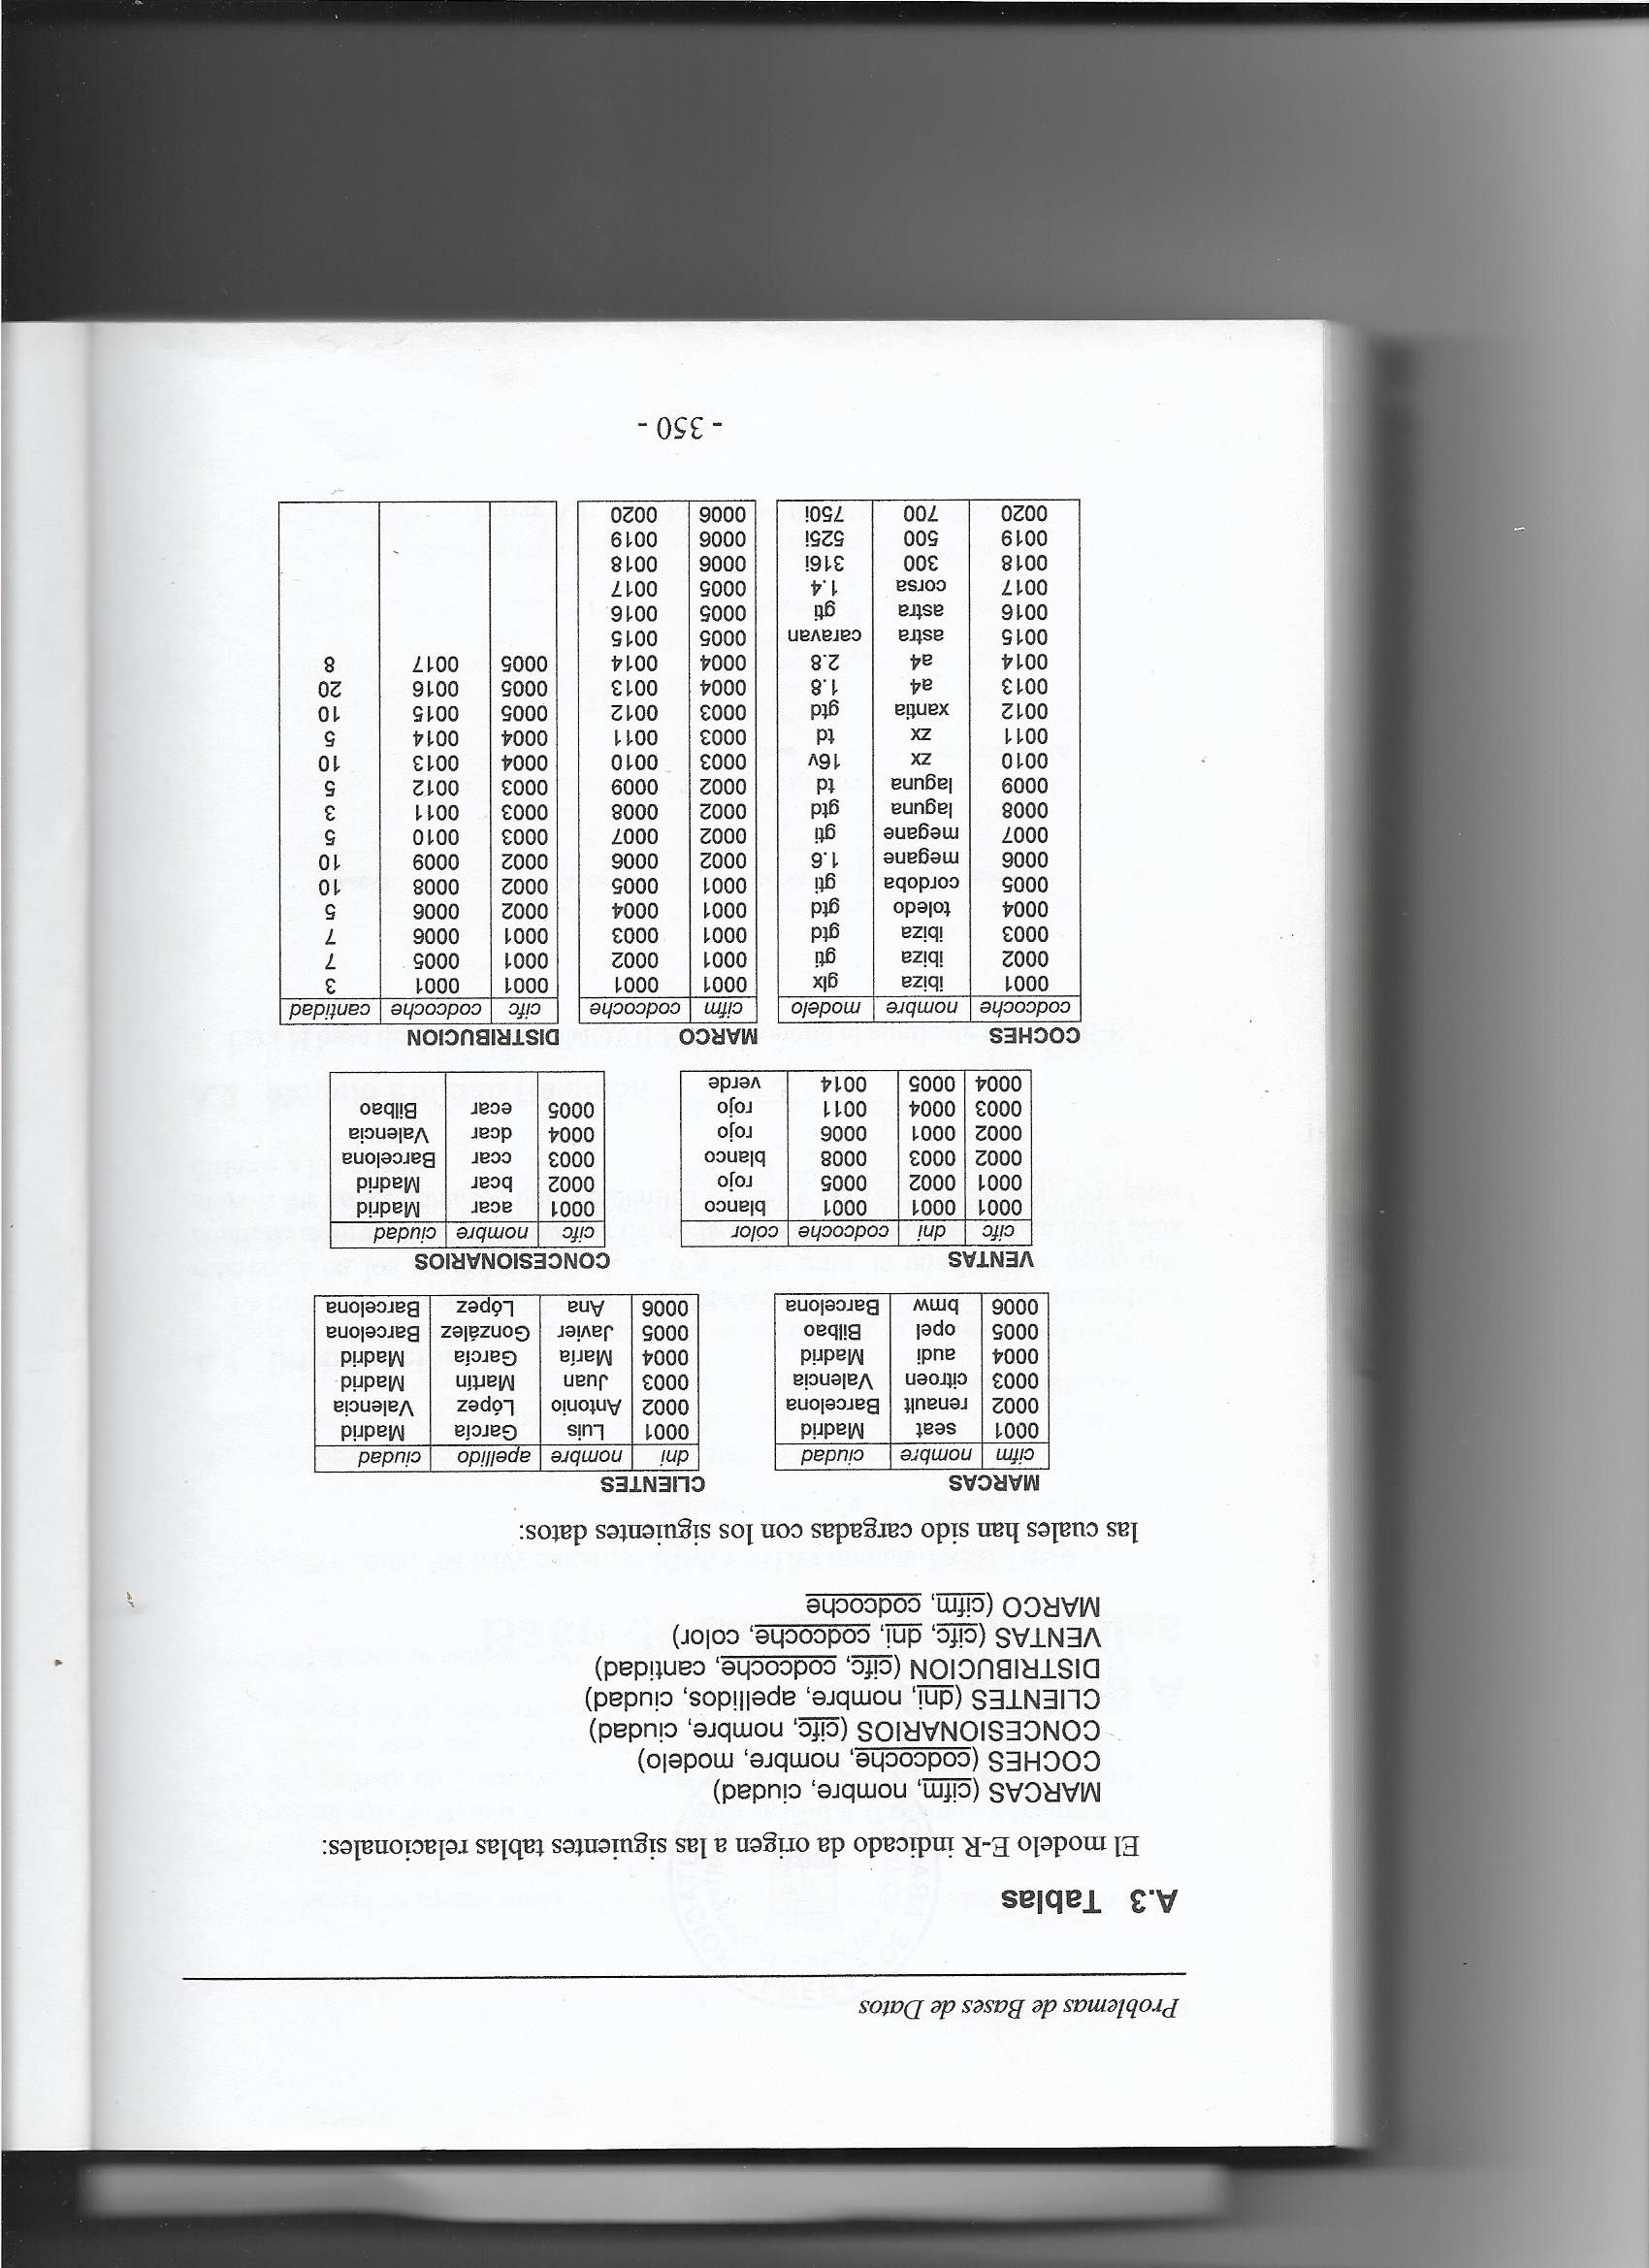 Problemas de Bases de Datos
A.3 Tablas
El modelo E-R indicado da origen a las siguientes tablas relacionales:
MARCAS (cifm, nombre, ciudad)
COCHES (codcoche, nombre, modelo)
CONCESIONARIOS (cifc, nombre, ciudad)
CLIENTES (dni, nombre, apellidos, ciudad)
DISTRIBUCION (cifc, codcoche, cantidad)
VENTAS (cifc, dni, codcoche, color)
MARCO (cifm, codcoche
las cuales han sido cargadas con los siguientes datos:
MARCAS
cifm nombre ciudad
0001 seat Madrid
0002 renault Barcelona
0003 citroen Valencia
0004 audi Madrid
0005 opel Bilbao
0006 bmw Barcelona
CLIENTES
dni nombre apellido ciudad
0001 Luis García Madrid
0002 Antonio López Valencia
0003 Juan Martín Madrid
0004 María García Madrid
0005 Javier González Barcelona
0006 Ana López Barcelona
VENTAS
cifc dni codcoche color
0001 0001 0001 blanco
0001 0002 0005 rojo
0002 0003 0008 blanco
0002 0001 0006 rojo
0003 0004 0011 rojo
0004 0005 0014 verde
CONCESIONARIOS
cifc nombre ciudad
0001 acar Madrid
0002 bcar Madrid
0003 ccar Barcelona
0004 dcar Valencia
0005 ecar Bilbao
COCHES
codcoche nombre modelo
0001 ibiza glx
0002 ibiza gti
0003 ibiza gtd
0004 toledo gtd
0005 cordoba gti
0006 megane 1.6
0007 megane gti
0008 laguna gtd
0009 laguna td
0010 zx 16v
0011 zx td
0012 xantia gtd
0013 a4 1.8
0014 a4 2.8
0015 astra caravan
0016 astra gti
0017 corsa 1.4
0018 300 316i
0019 500 525i
0020 700 750i
MARCO
cifm codcoche
0001 0001
0001 0002
0001 0003
0001 0004
0001 0005
0002 0006
0002 0007
0002 0008
0002 0009
0003 0010
0003 0011
0003 0012
0004 0013
0004 0014
0005 0015
0005 0016
0005 0017
0006 0018
0006 0019
0006 0020
DISTRIBUCION
cifc codcoche cantidad
0001 0001 3
0001 0005 7
0001 0006 7
0002 0006 5
0002 0008 10
0002 0009 10
0003 0010 5
0003 0011 3
0003 0012 5
0004 0013 10
0004 0014 5
0005 0015 10
0005 0016 20
0005 0017 8
- 350 -